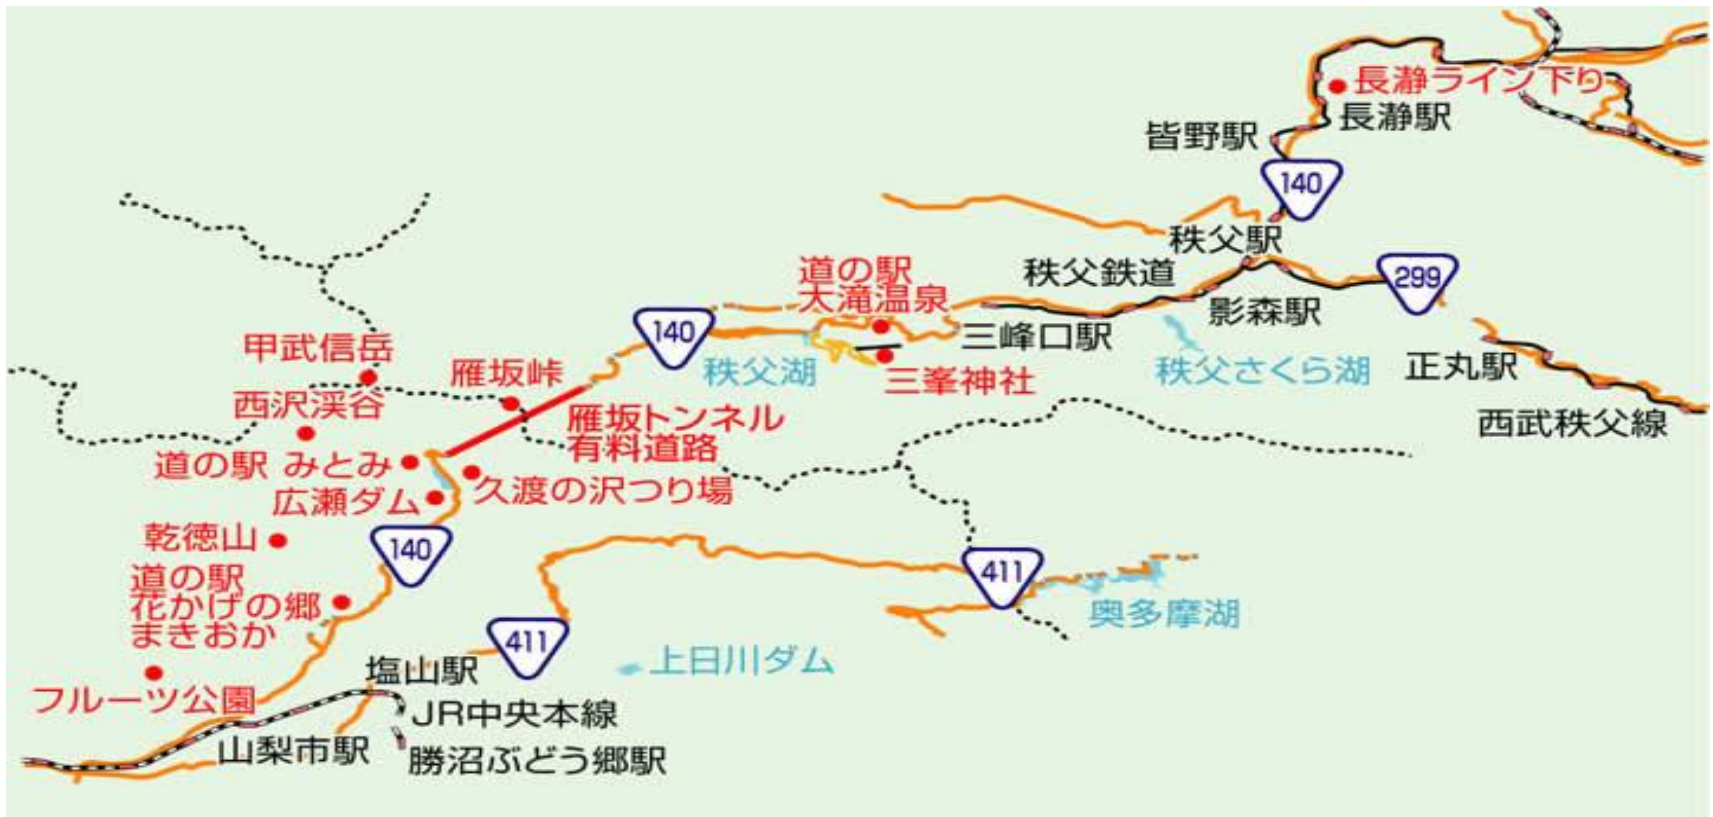 長瀞ライン下り
長瀞駅
皆野駅
140
秩父駅
道の駅
大滝温泉
秩父鉄道
299
影森駅
140
三峰口駅
甲武信岳
雁坂峠
秩父湖
三峯神社
秩父さくら湖
正丸駅
西沢渓谷
雁坂トンネル
有料道路
西武秩父線
道の駅 みとみ
広瀬ダム
久渡の沢つり場
乾徳山
140
411
道の駅
花かげの郷
まきおか
奥多摩湖
411
塩山駅
上日川ダム
フルーツ公園
JR中央本線
山梨市駅
勝沼ぶどう郷駅